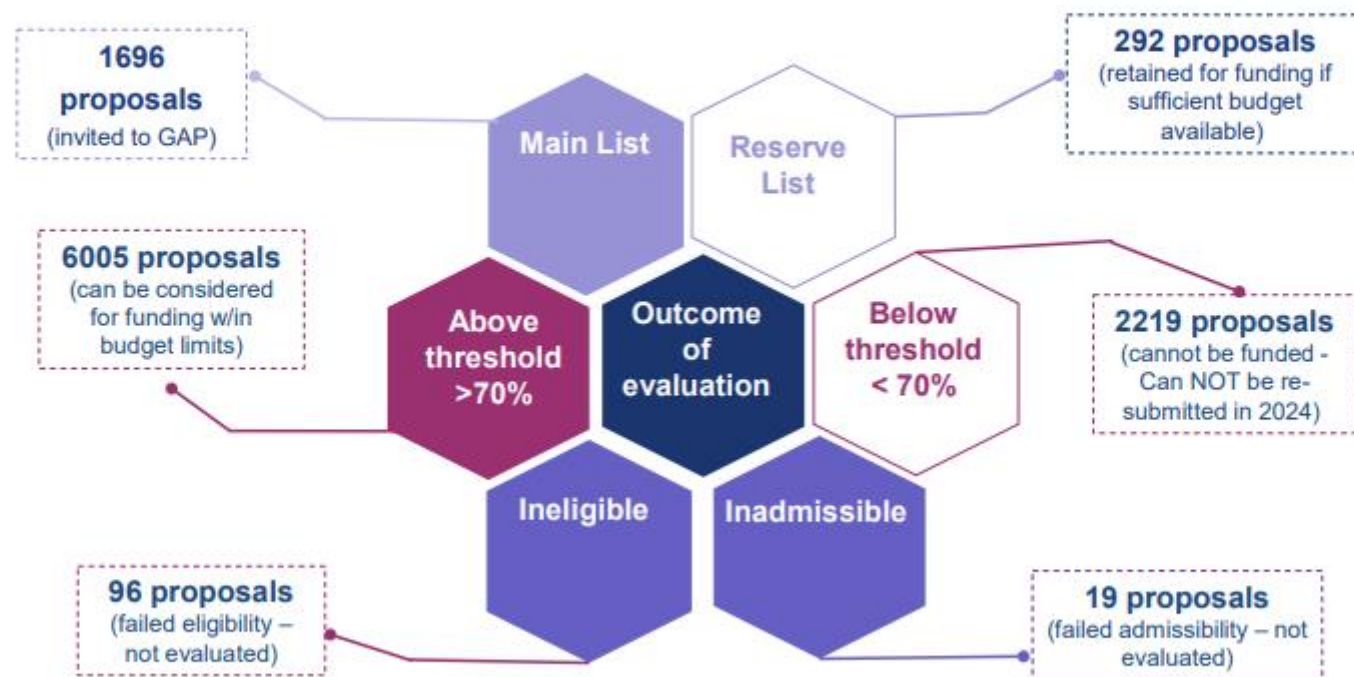 1696
proposals
(invited to GAP)
Main List
Reserve
List
292 proposals
(retained for funding if
sufficient budget
available)
6005 proposals
(can be considered
for funding w/in
budget limits)
Above
threshold
>70%
Outcome
of
evaluation
Below
threshold
< 70%
2219 proposals
(cannot be funded -
Can NOT be re-
submitted in 2024)
Ineligible
Inadmissible
96 proposals
(failed eligibility –
not evaluated)
19 proposals
(failed admissibility – not
evaluated)